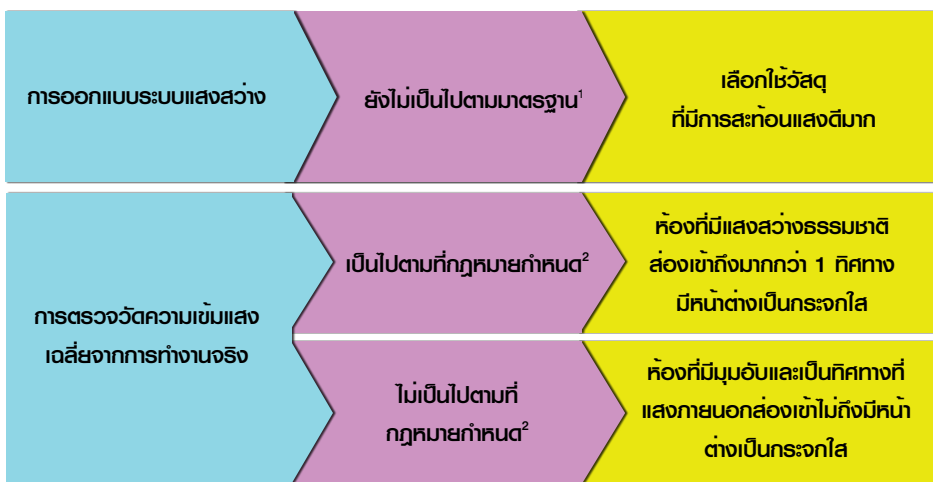 การออกแบบระบบแสงสว่าง
ยังไม่เป็นไปตามมาตรฐาน¹
เลือกใช้วัสดุ
ที่มีการสะท้อนแสงดีมาก
การตรวจวัดความเข้มแสง
เฉลี่ยจากการทำงานจริง
เป็นไปตามที่กฎหมายกำหนด²
ห้องที่มีแสงสว่างธรรมชาติ
ส่องเข้าถึงมากกว่า 1 ทิศทาง
มีหน้าต่างเป็นกระจกใส
ไม่เป็นไปตามที่
กฎหมายกำหนด²
ห้องที่มีมุมอับและเป็นทิศทางที่
แสงภายนอกส่องเข้าไม่ถึงมีหน้า
ต่างเป็นกระจกใส